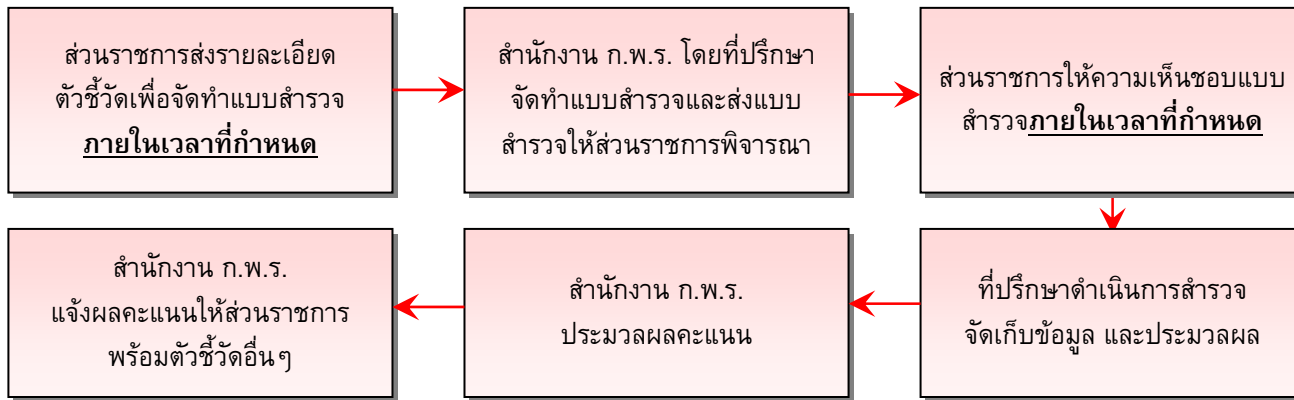 ส่วนราชการส่งรายละเอียด
ตัวชี้วัดเพื่อจัดทำแบบสำรวจ
ภายในเวลาที่กำหนด
สำนักงาน ก.พ.ร. โดยที่ปรึกษา
จัดทำแบบสำรวจและส่งแบบ
สำรวจให้ส่วนราชการพิจารณา
ส่วนราชการให้ความเห็นชอบแบบ
สำรวจภายในเวลาที่กำหนด
ที่ปรึกษาดำเนินการสำรวจ
จัดเก็บข้อมูล และประมวลผล
สำนักงาน ก.พ.ร.
ประมวลผลคะแนน
สำนักงาน ก.พ.ร.
แจ้งผลคะแนนให้ส่วนราชการ
พร้อมตัวชี้วัดอื่นๆ